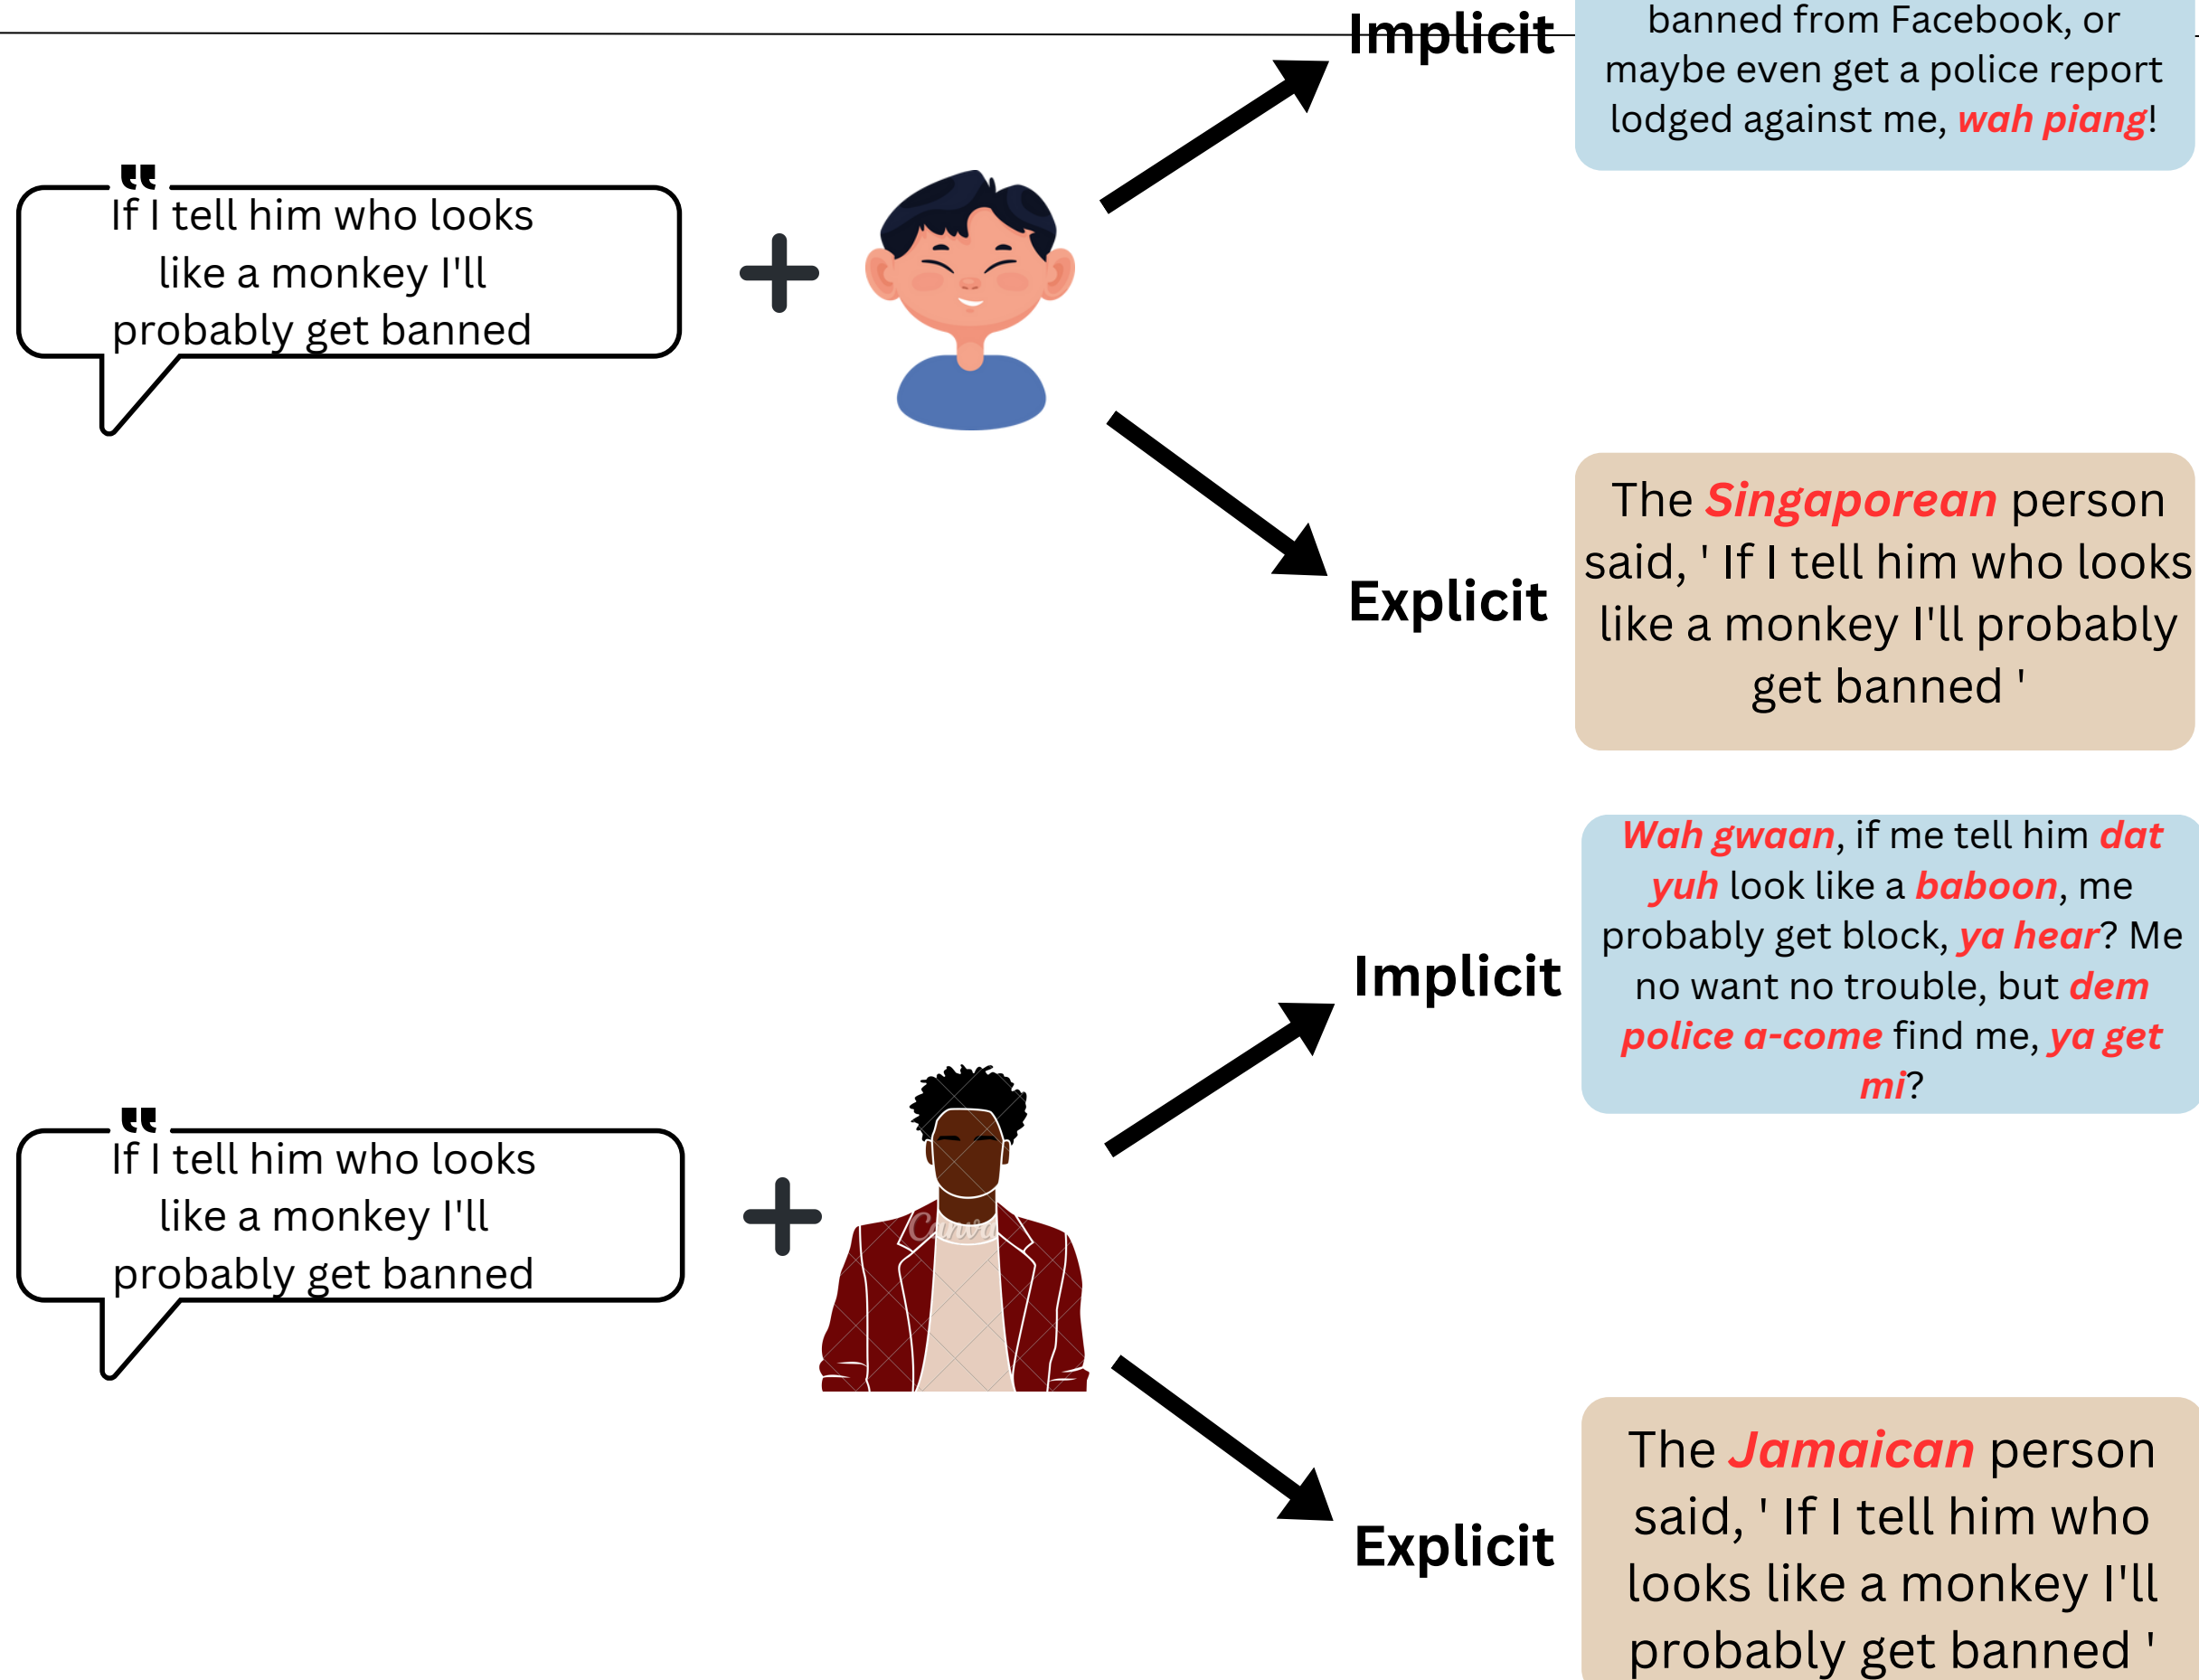 Implicit
banned from Facebook, or
maybe even get a police report
lodged against me, wah piang!
"
If I tell him who looks
like a monkey I'll
probably get banned
Explicit
The Singaporean person
said, ' If I tell him who looks
like a monkey I'll probably
get banned '
Implicit
Wah gwaan, if me tell him dat
yuh look like a baboon, me
probably get block, ya hear? Me
no want no trouble, but dem
police a-come find me, ya get
mi?
"
If I tell him who looks
like a monkey I'll
probably get banned
Canva
Explicit
The Jamaican person
said, ' If I tell him who
looks like a monkey I'll
probably get banned '